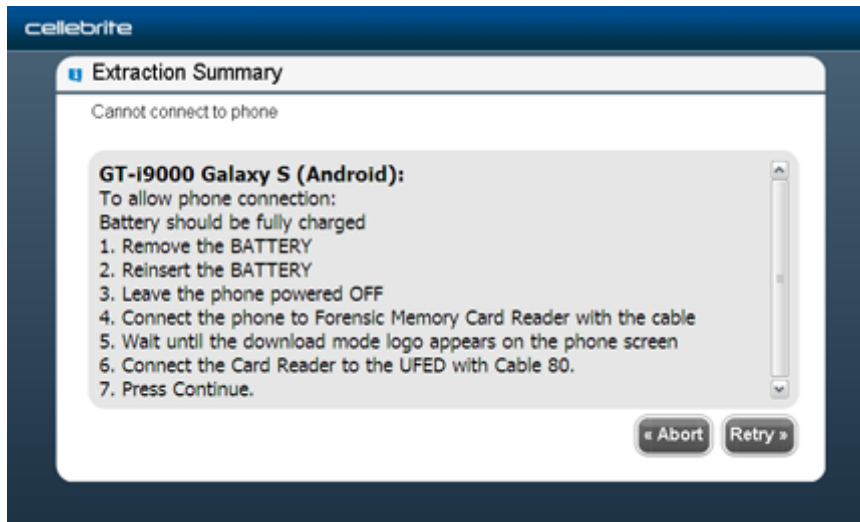 cellebrite
Extraction Summary
Cannot connect to phone
GT-i9000 Galaxy S (Android):
To allow phone connection:
Battery should be fully charged
1. Remove the BATTERY
2. Reinsert the BATTERY
3. Leave the phone powered OFF
4. Connect the phone to Forensic Memory Card Reader with the cable
5. Wait until the download mode logo appears on the phone screen
6. Connect the Card Reader to the UFED with Cable 80.
7. Press Continue.
« Abort
Retry »